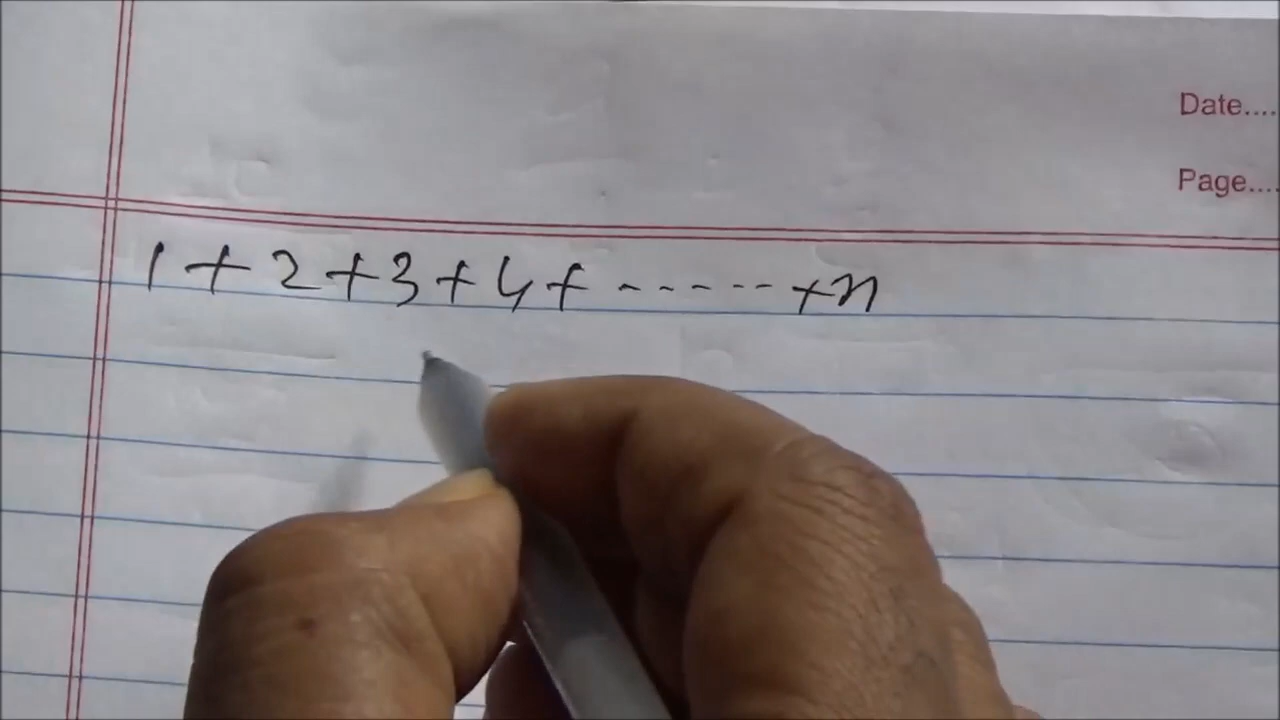 Date....
Page....
1 + 2 + 3 + 4 + ------ + n